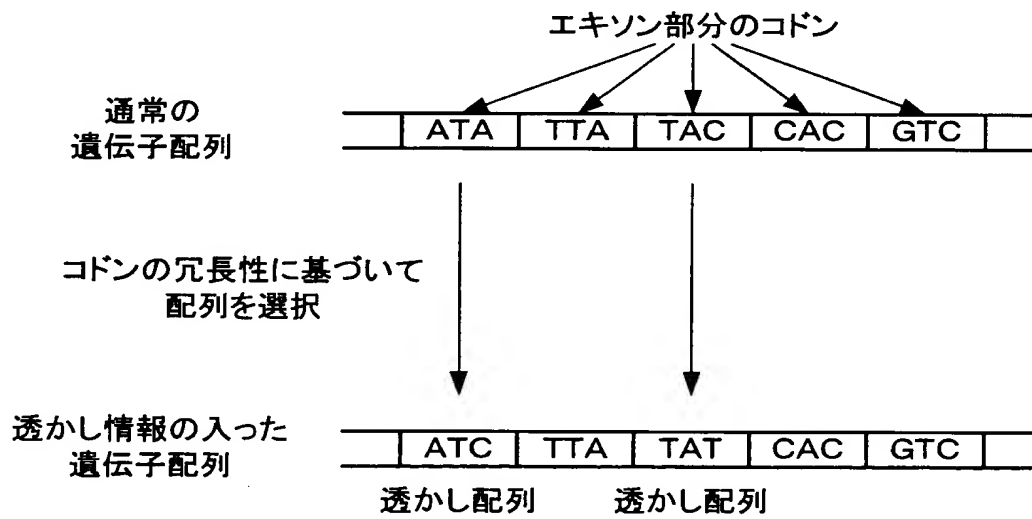 エキソン部分のコドン
通常の
遺伝子配列
ATA TTA TAC CAC GTC
コドンの冗長性に基づいて
配列を選択
透かし情報の入った
遺伝子配列
ATC TTA TAT CAC GTC
透かし配列 透かし配列